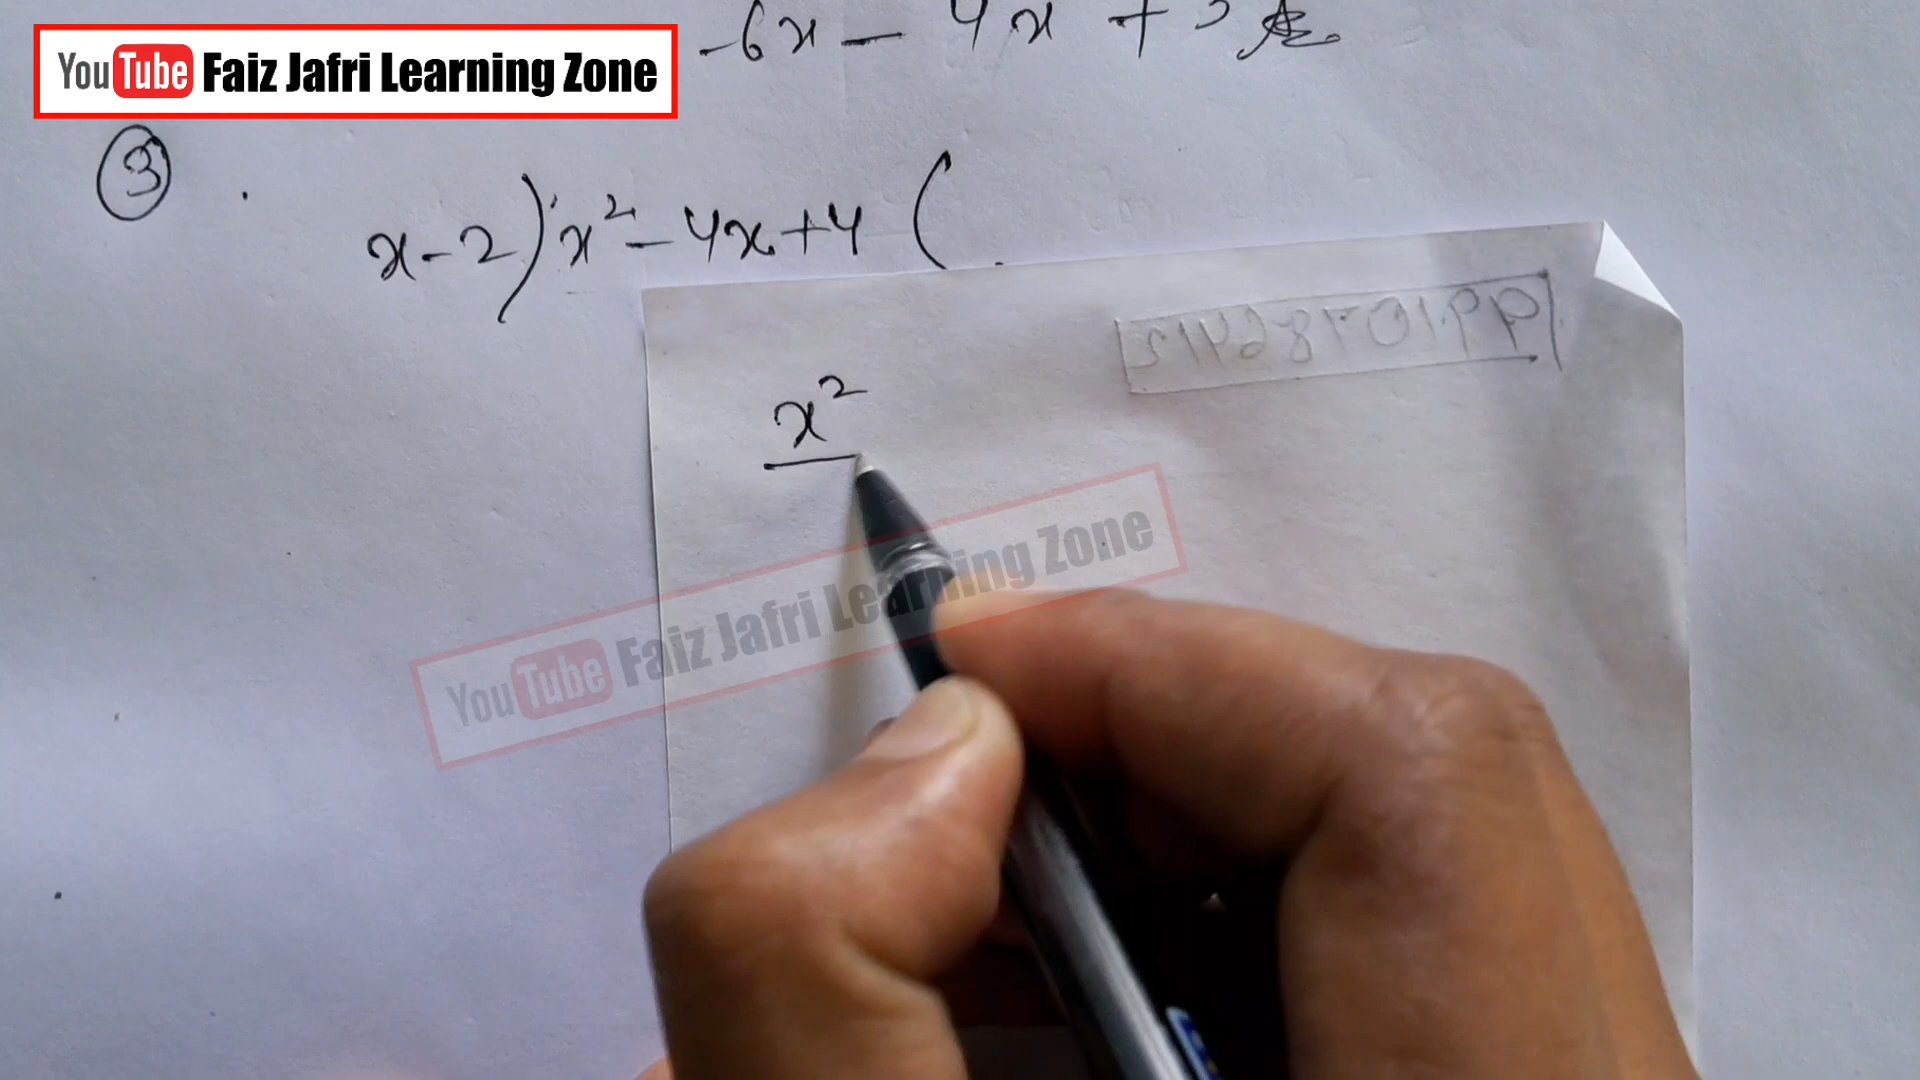 -6x - 4x + 3
YouTube Faiz Jafri Learning Zone
3.
x-2)x²-4x+4(
x²
YouTube Faiz Jafri Learning Zone